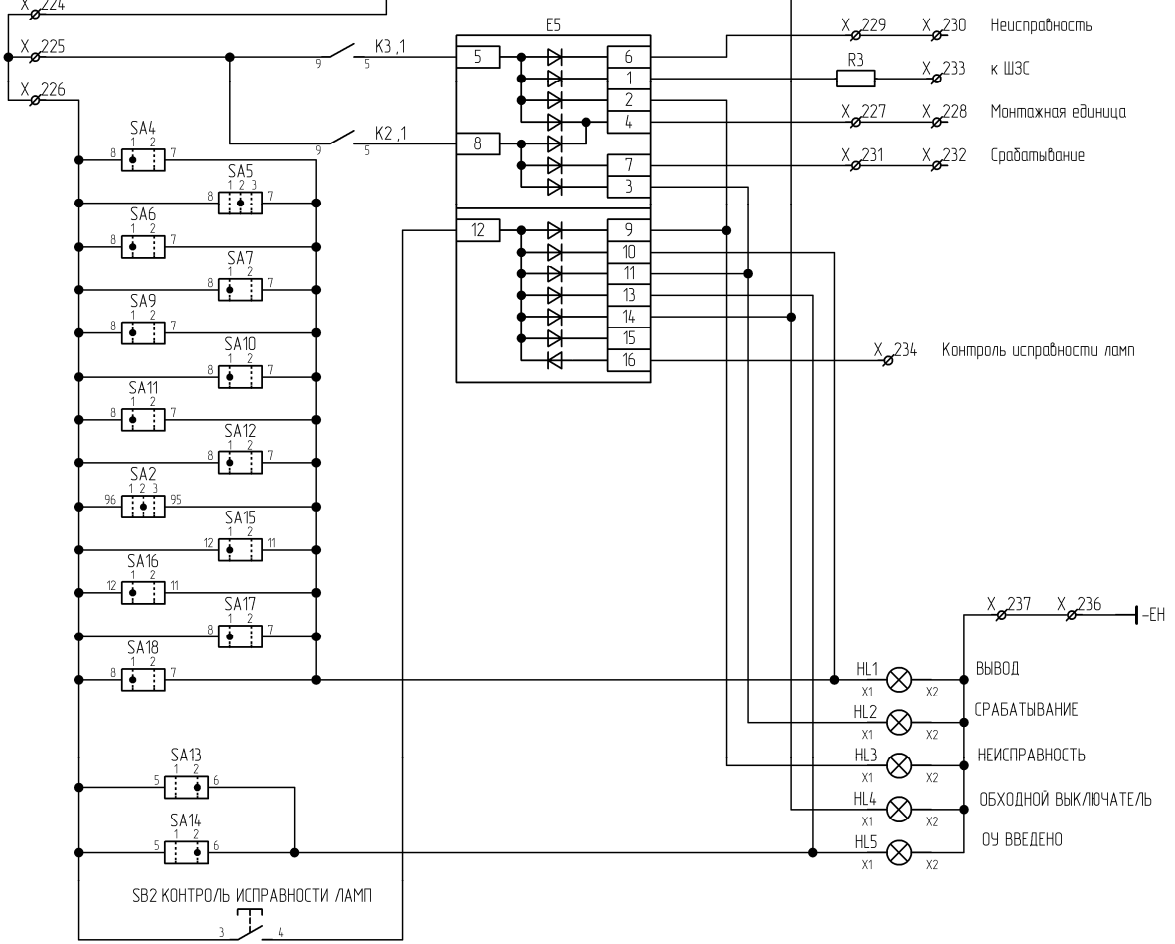 X 224
E5
X 229 X 230 Неисправность
X 225
9 К3,1 5
5 6
R3
X 233 к ШЗС
1
X 226
2
X 227 X 228 Монтажная единица
4
9 К2,1 5
8
SA4
1 2
8 7
X 231 X 232 Срабатывание
7
SA5
1 2 3
8 7
3
SA6
1 2
8 7
12 9
10
SA7
1 2
8 7
11
13
SA9
1 2
8 7
14
15
SA10
1 2
8 7
16
X 234 Контроль исправности ламп
SA11
1 2
8 7
SA12
1 2
8 7
SA2
1 2 3
96 95
SA15
1 2
12 11
SA16
1 2
12 11
SA17
1 2
8 7
X 237 X 236 -ЕН
SA18
1 2
8 7
HL1 ВЫВОД
X1 X2
HL2 СРАБАТЫВАНИЕ
X1 X2
HL3 НЕИСПРАВНОСТЬ
X1 X2
SA13
1 2
5 6
HL4 ОБХОДНОЙ ВЫКЛЮЧАТЕЛЬ
X1 X2
SA14
1 2
5 6
HL5 ОУ ВВЕДЕНО
X1 X2
SB2 КОНТРОЛЬ ИСПРАВНОСТИ ЛАМП
3 4